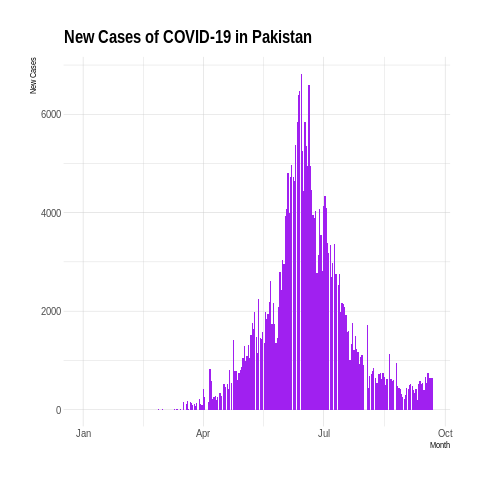 New Cases of COVID-19 in Pakistan
New Cases
6000
4000
2000
0
Jan Apr Jul Oct
Month